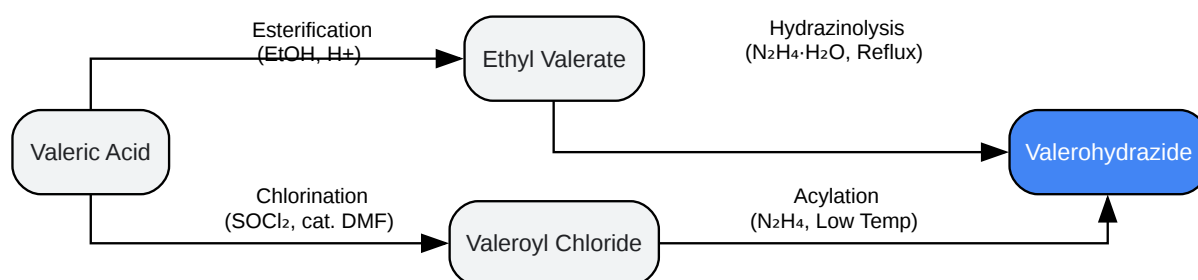 Esterification
(EtOH, H+)
Hydrazinolysis
(N₂H₄·H₂O, Reflux)
Ethyl Valerate
Valeric Acid
Valerohydrazide
Chlorination
(SOCl₂, cat. DMF)
Acylation
(N₂H₄, Low Temp)
Valeroyl Chloride